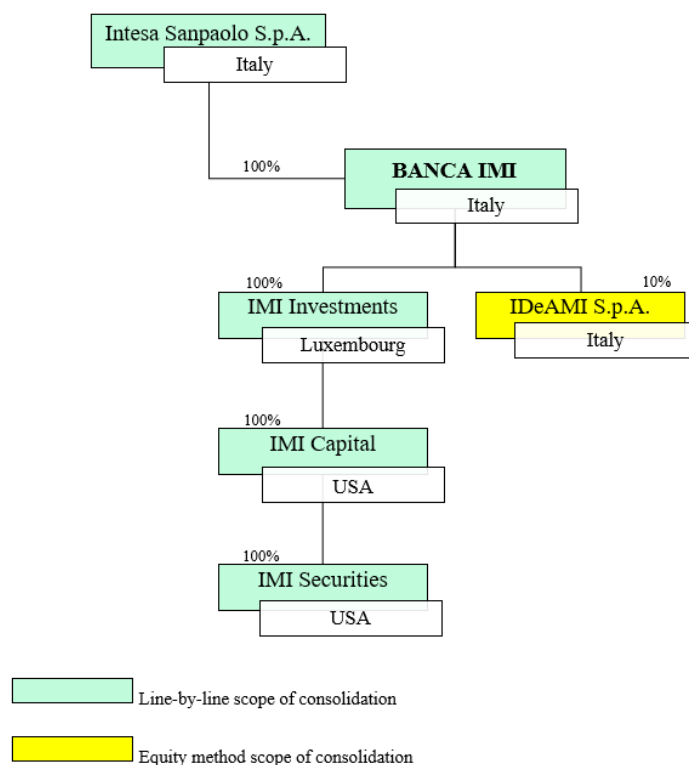 Intesa Sanpaolo S.p.A.
Italy
100%
BANCA IMI
Italy
100%
10%
IMI Investments
IDeAMI S.p.A.
Luxembourg
Italy
100%
IMI Capital
USA
100%
IMI Securities
USA
Line-by-line scope of consolidation
Equity method scope of consolidation